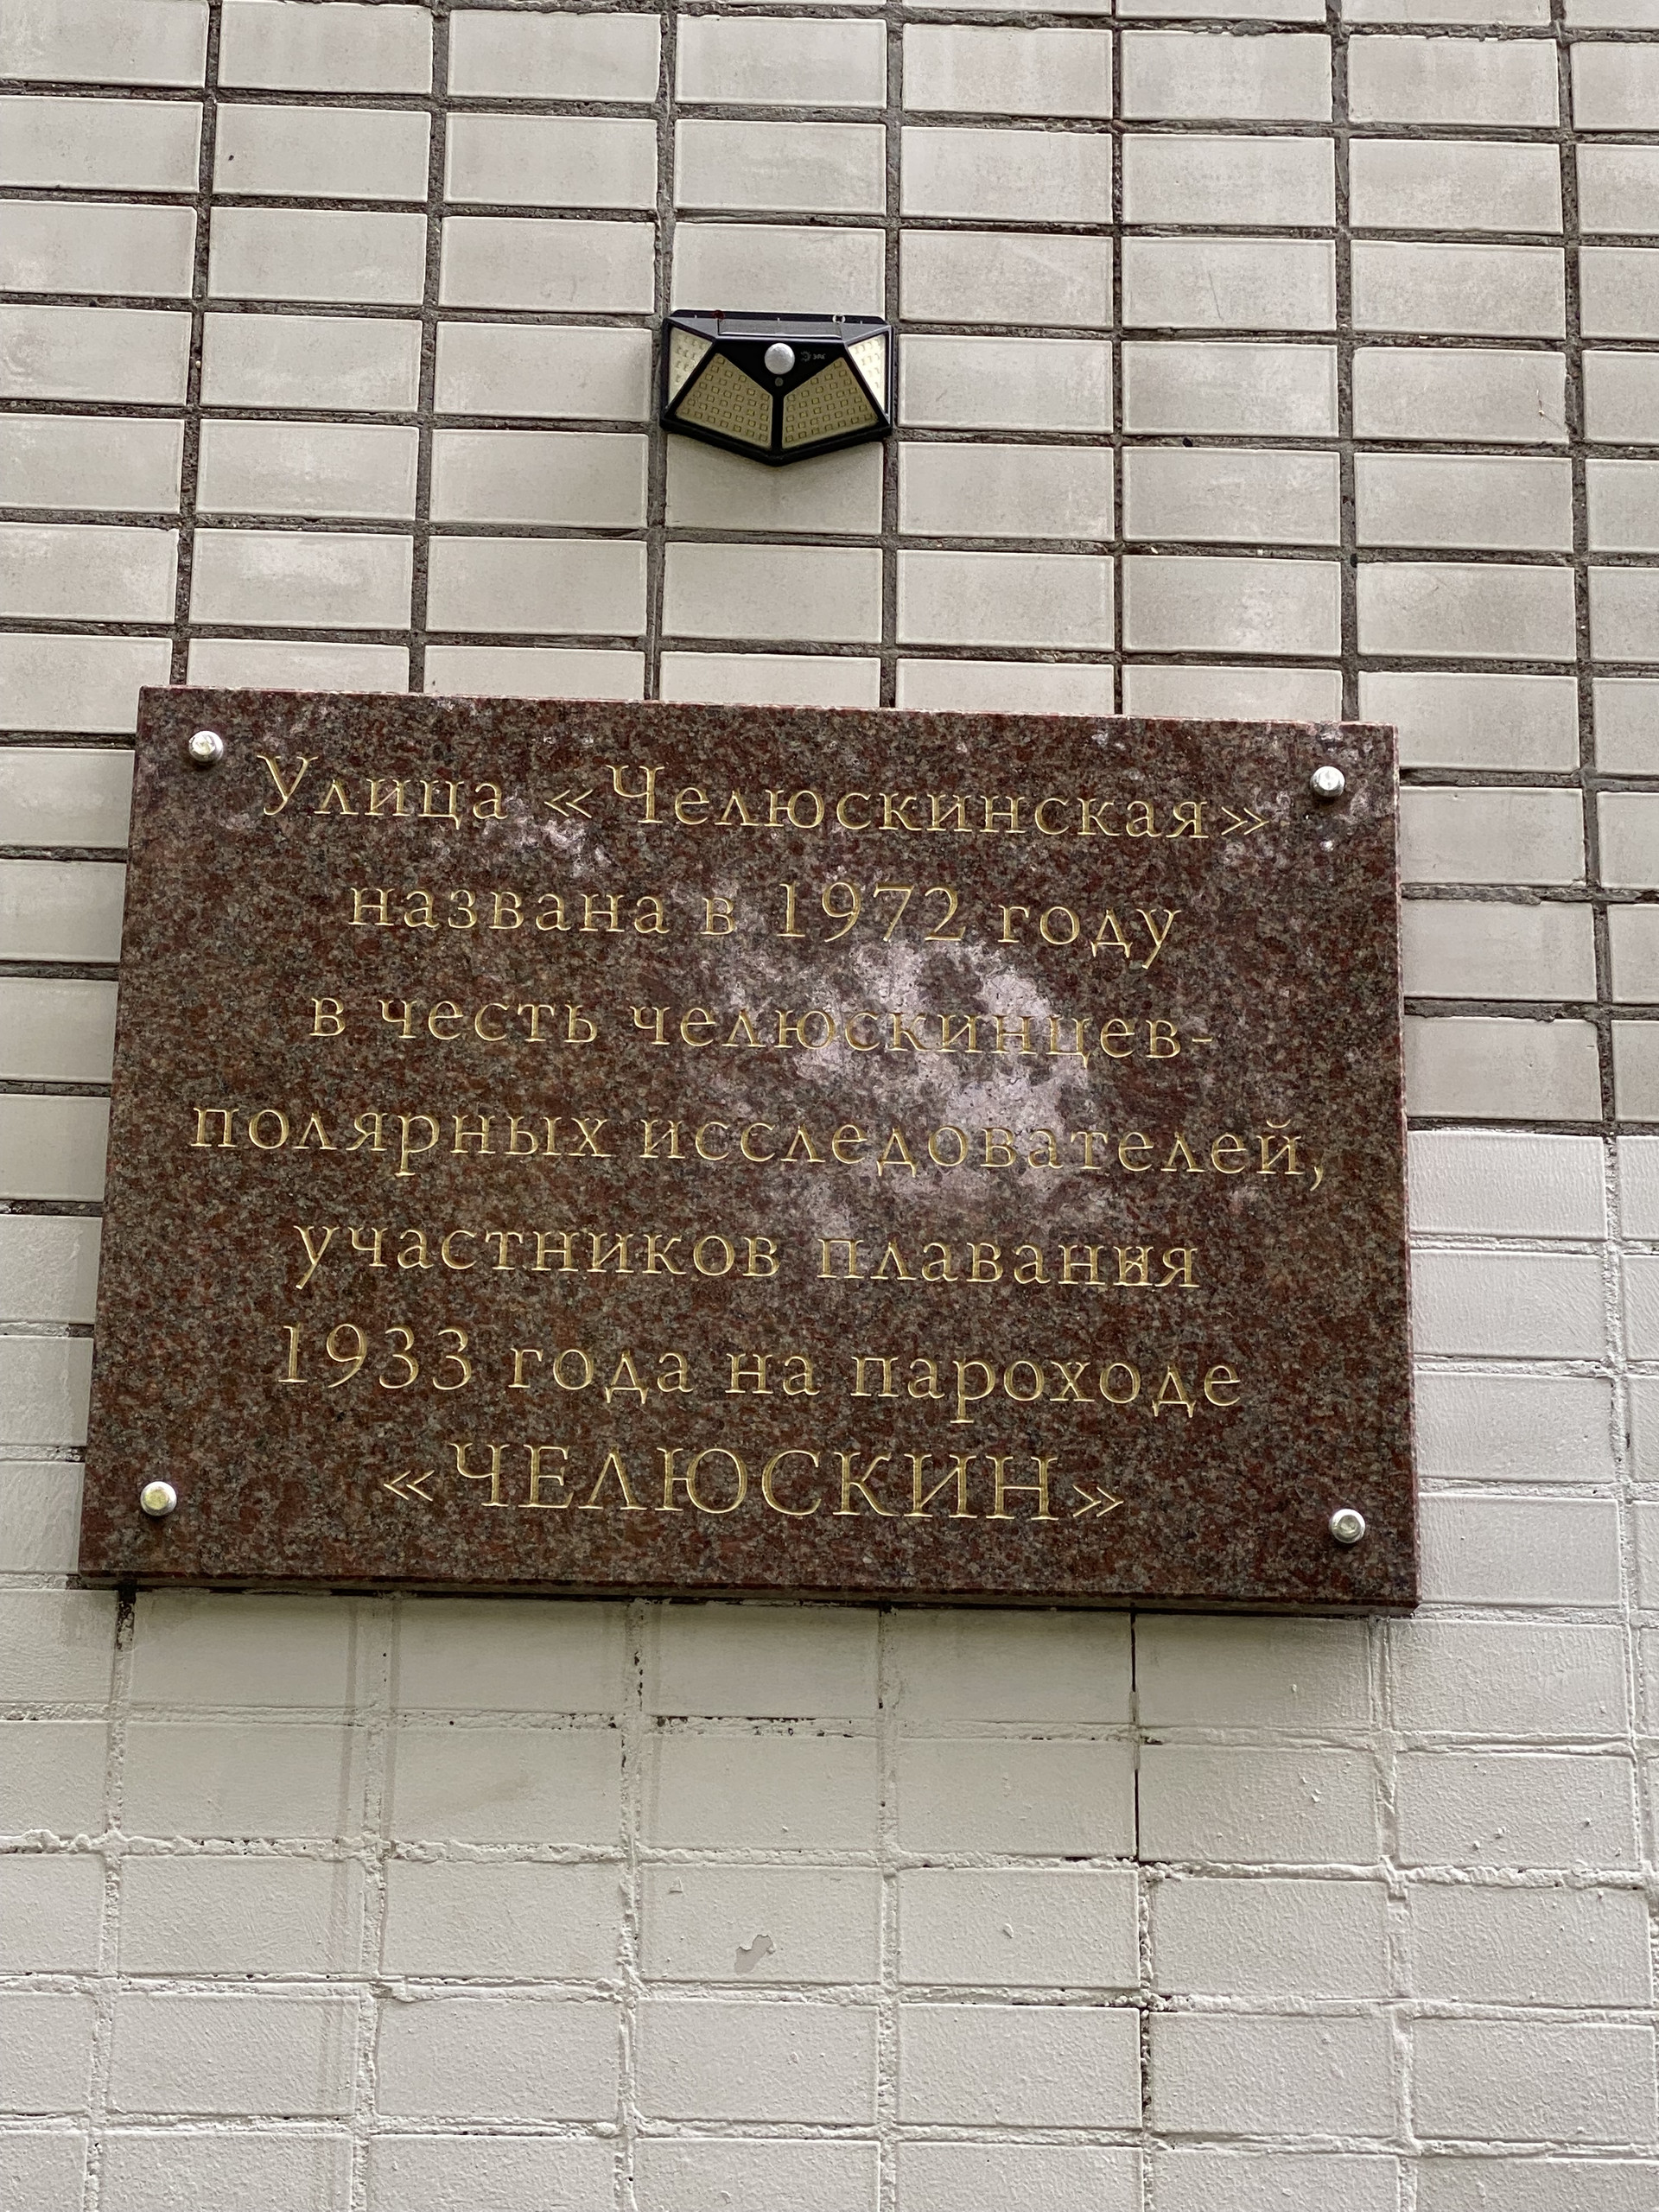 Улица «Челюскинская»
названа в 1972 году
в честь челюскинцев-
полярных исследователей,
участников плавания
1933 года на пароходе
«ЧЕЛЮСКИН»